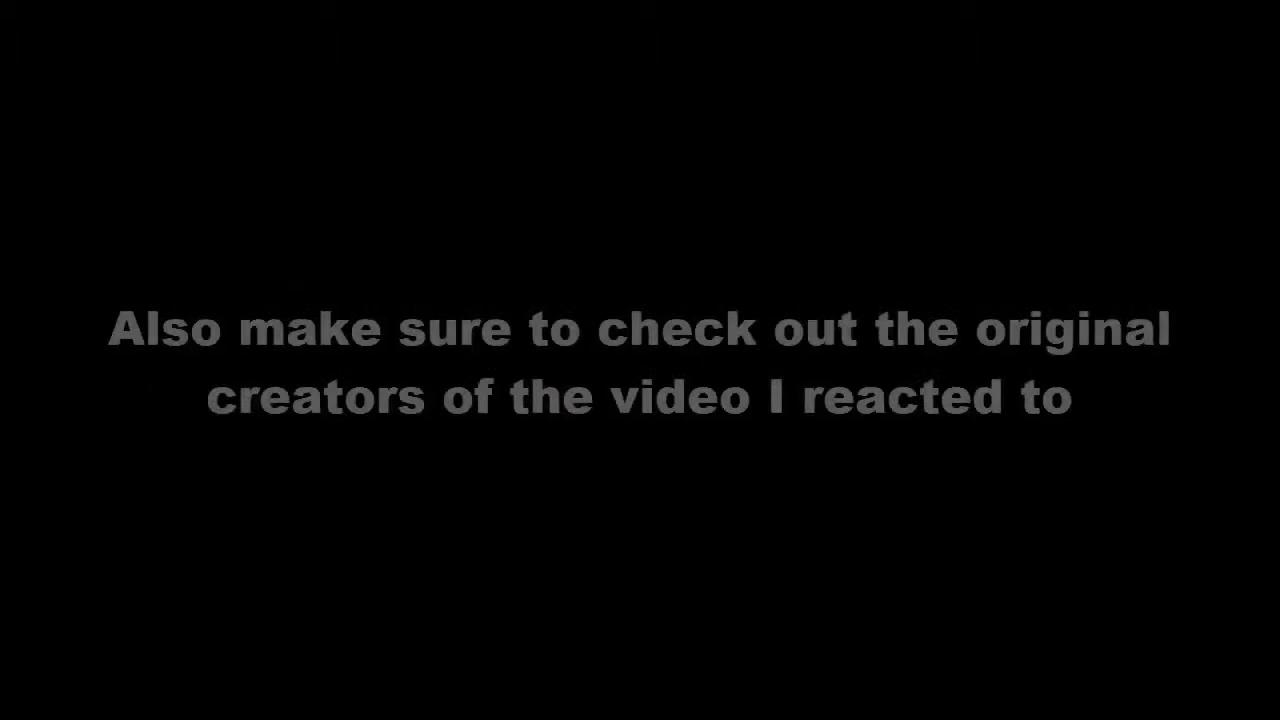 Also make sure to check out the original
creators of the video I reacted to